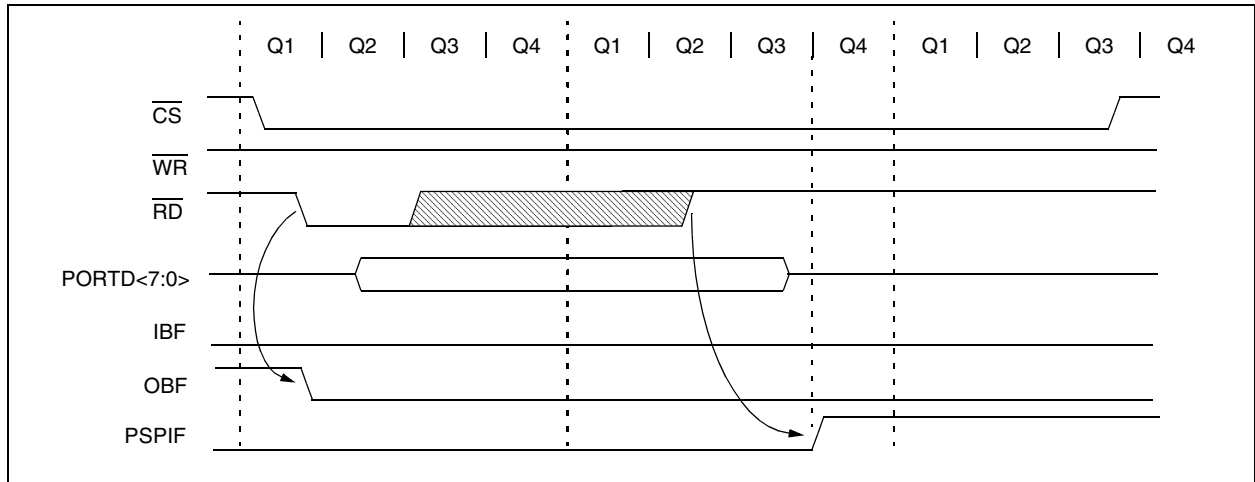 Q1 | Q2 | Q3 | Q4 Q1 | Q2 | Q3 Q4 Q1 | Q2 | Q3 | Q4
CS
WR
RD
PORTD<7:0>
IBF
OBF
PSPIF